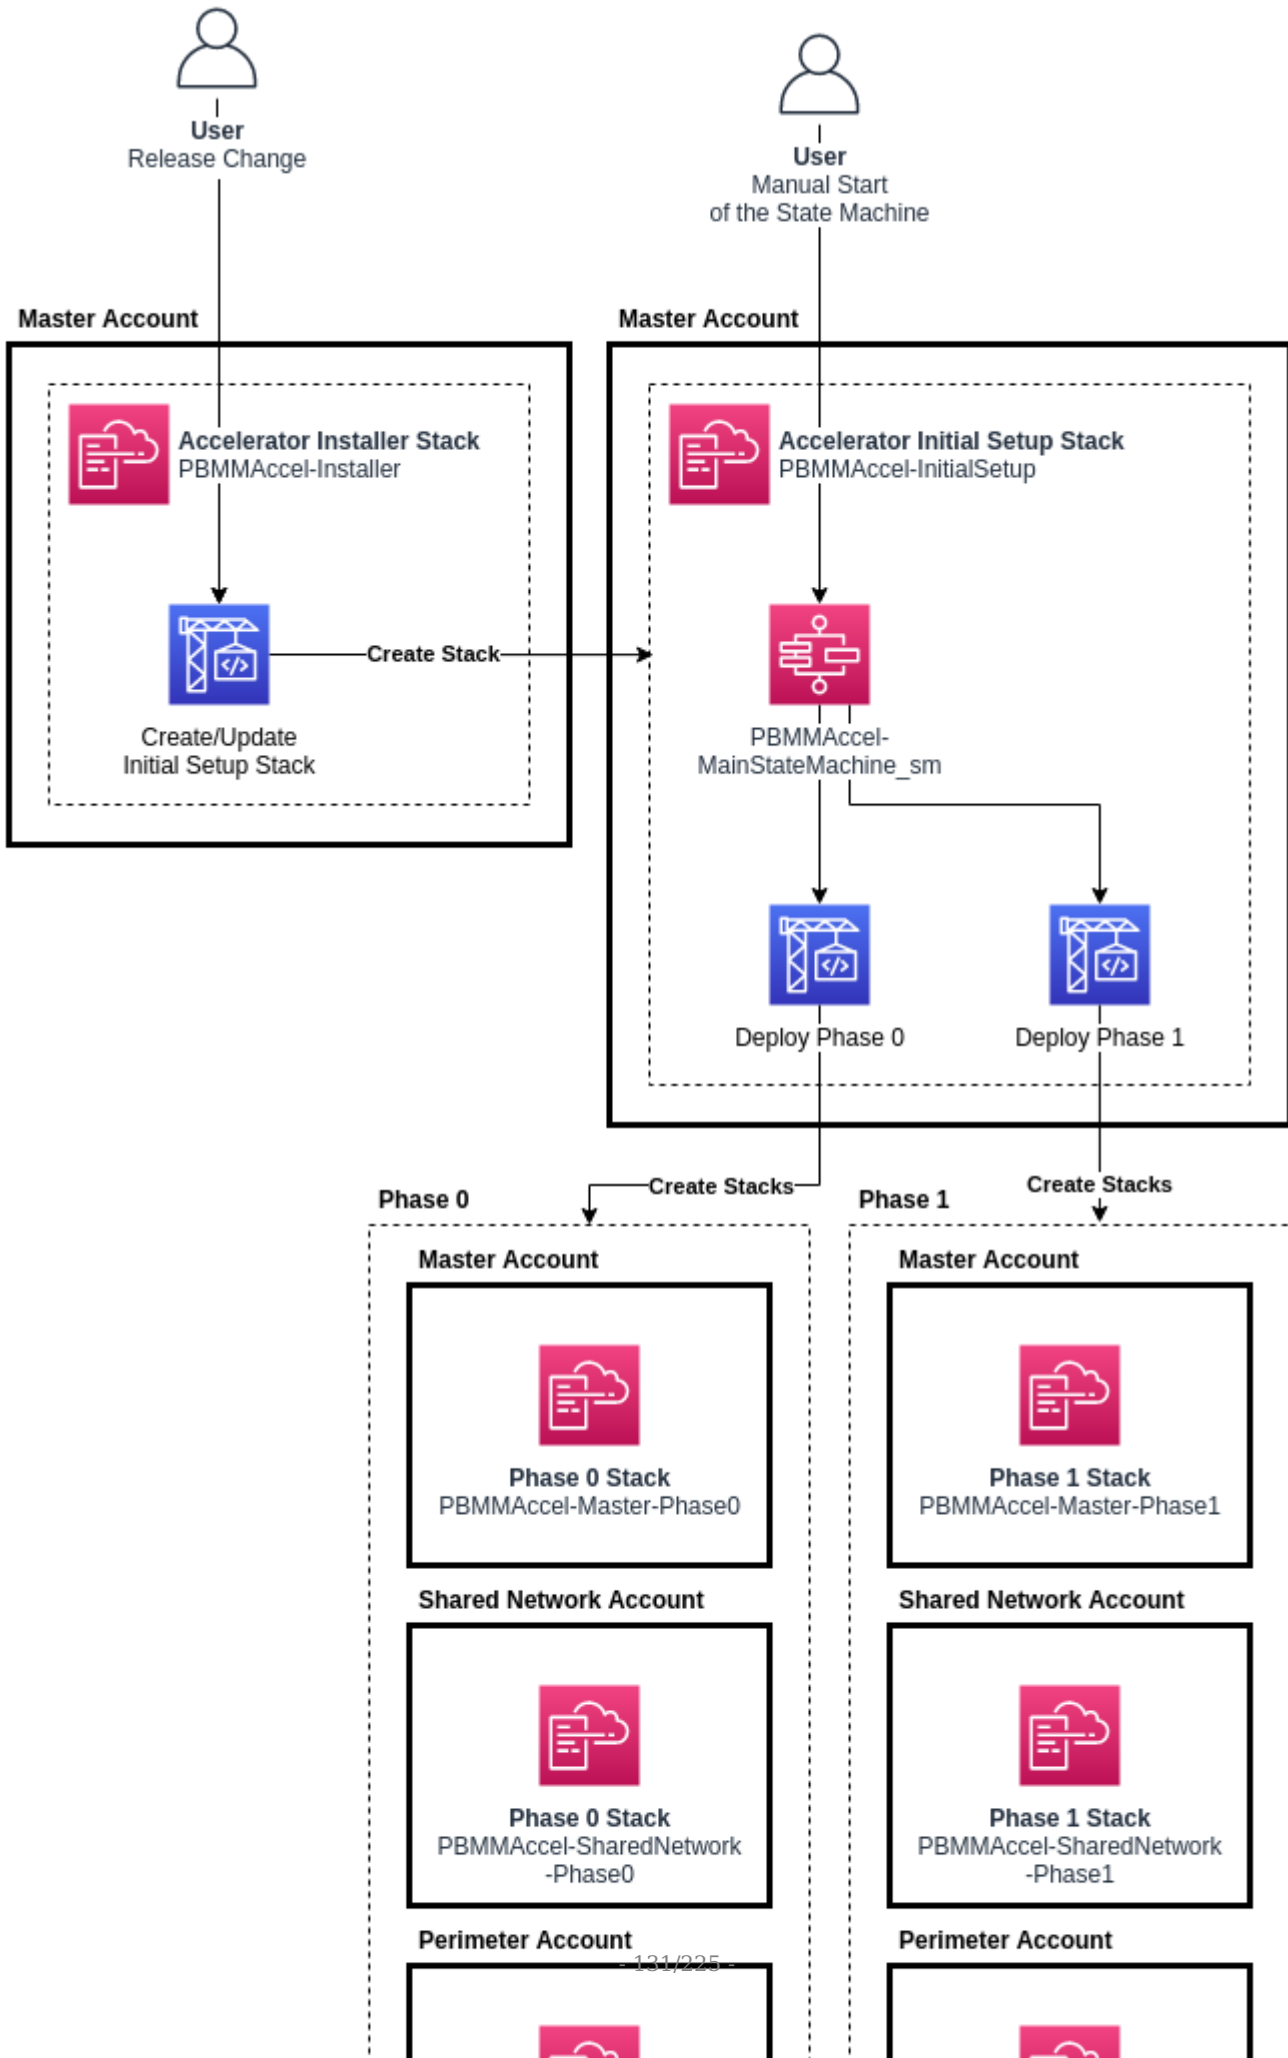 User
Release Change
User
Manual Start
of the State Machine
Master Account
Master Account
Accelerator Installer Stack
PBMMAccel-Installer
Accelerator Initial Setup Stack
PBMMAccel-InitialSetup
Create Stack
Create/Update
Initial Setup Stack
PBMMAccel-
MainStateMachine_sm
Deploy Phase 0
Deploy Phase 1
Create Stacks
Create Stacks
Phase 0
Phase 1
Master Account
Master Account
Phase 0 Stack
PBMMAccel-Master-Phase0
Phase 1 Stack
PBMMAccel-Master-Phase1
Shared Network Account
Shared Network Account
Phase 0 Stack
PBMMAccel-SharedNetwork
-Phase0
Phase 1 Stack
PBMMAccel-SharedNetwork
-Phase1
Perimeter Account
Perimeter Account
- 131/225 -